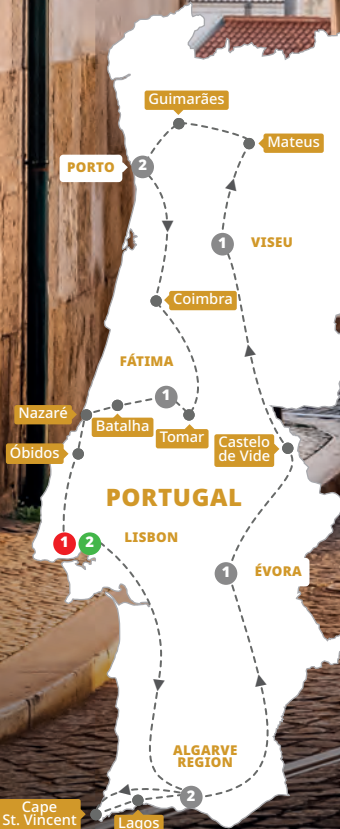 Guimarães
Mateus
PORTO
2
1
VISEU
Coimbra
FÁTIMA
1
Nazaré
Batalha
Tomar
Castelo
de Vide
Óbidos
PORTUGAL
1
2
LISBON
1
ÉVORA
ALGARVE
REGION
2
Cape
St. Vincent
Lagos